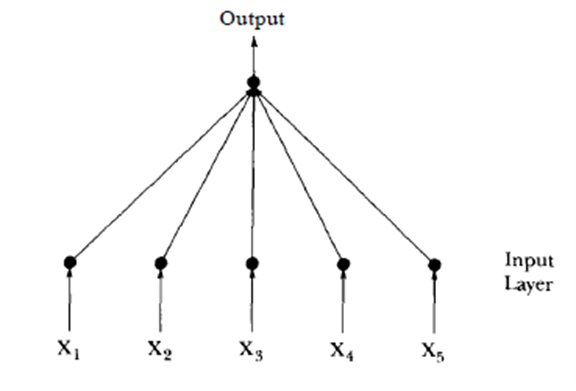 Output
Input
Layer
X₁ X₂ X₃ X₄ X₅